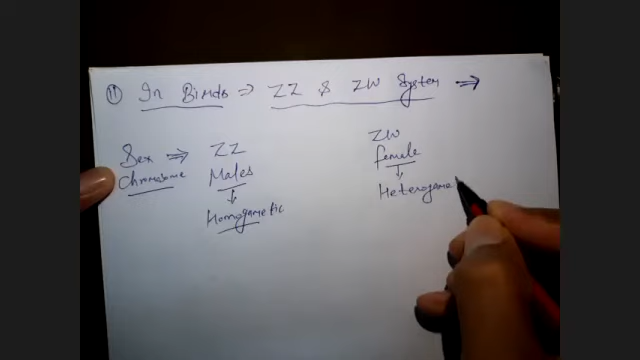 (11) In Birds ⇒ ZZ & ZW System →
Sex Chromosome ⇒ ZZ Males ↓ Homogametic
ZW female ↓ Heterogame